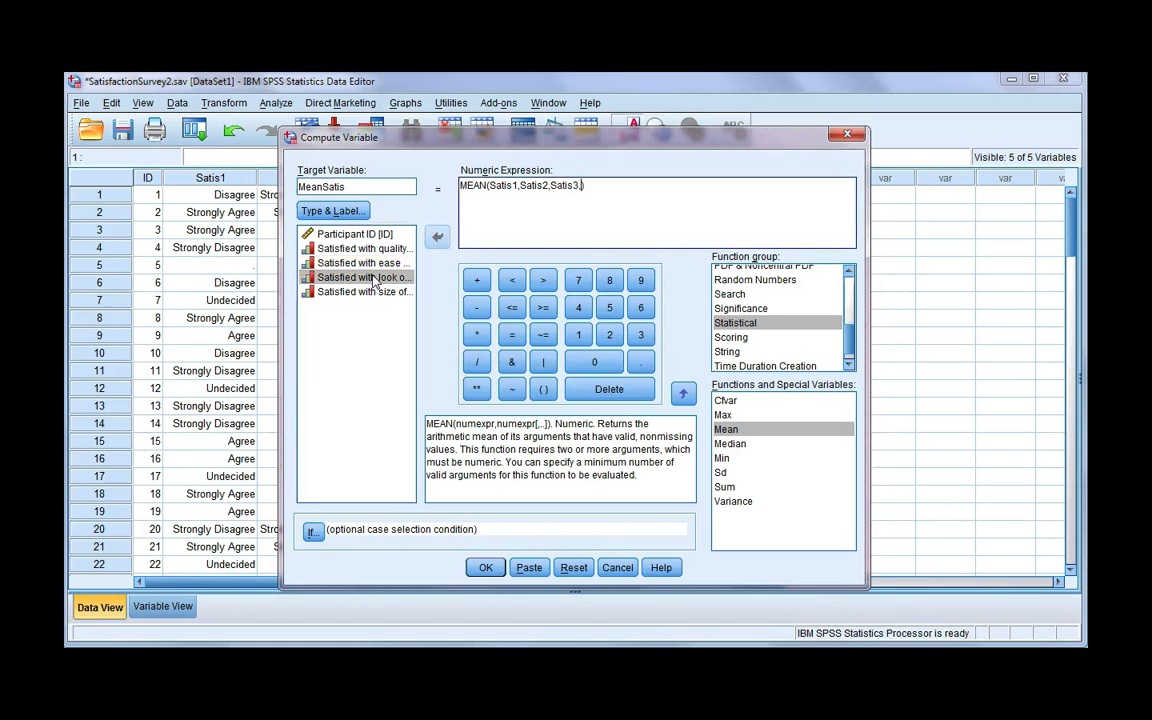 *SatisfactionSurvey2.sav [DataSet1] - IBM SPSS Statistics Data Editor
File Edit View Data Transform Analyze Direct Marketing Graphs Utilities Add-ons Window Help
1 :
Visible: 5 of 5 Variables
ID Satis1 var var var
1 1 Disagree Stro
2 2 Strongly Agree S
3 3 Strongly Agree
4 4 Strongly Disagree S
5 5 .
6 6 Disagree
7 7 Undecided
8 8 Strongly Agree
9 9 Agree
10 10 Disagree
11 11 Strongly Disagree
12 12 Undecided
13 13 Strongly Disagree
14 14 Strongly Disagree
15 15 Agree
16 16 Agree
17 17 Undecided
18 18 Strongly Agree
19 19 Agree
20 20 Strongly Disagree Stro
21 21 Strongly Agree
22 22 Undecided
Data View Variable View
IBM SPSS Statistics Processor is ready
Compute Variable
Target Variable:
MeanSatis
=
Numeric Expression:
MEAN(Satis1,Satis2,Satis3,)
Type & Label...
Participant ID [ID]
Satisfied with quality...
Satisfied with ease ...
Satisfied with look o...
Satisfied with size of...
+ < > 7 8 9
- <= >= 4 5 6
* = ~= 1 2 3
/ & | 0 .
** ~ ( ) Delete
Function group:
PDF & Noncentral PDF
Random Numbers
Search
Significance
Statistical
Scoring
String
Time Duration Creation
Functions and Special Variables:
Cfvar
Max
Mean
Median
Min
Sd
Sum
Variance
MEAN(numexpr,numexpr[,..]). Numeric. Returns the
arithmetic mean of its arguments that have valid, nonmissing
values. This function requires two or more arguments, which
must be numeric. You can specify a minimum number of
valid arguments for this function to be evaluated.
If... (optional case selection condition)
OK Paste Reset Cancel Help